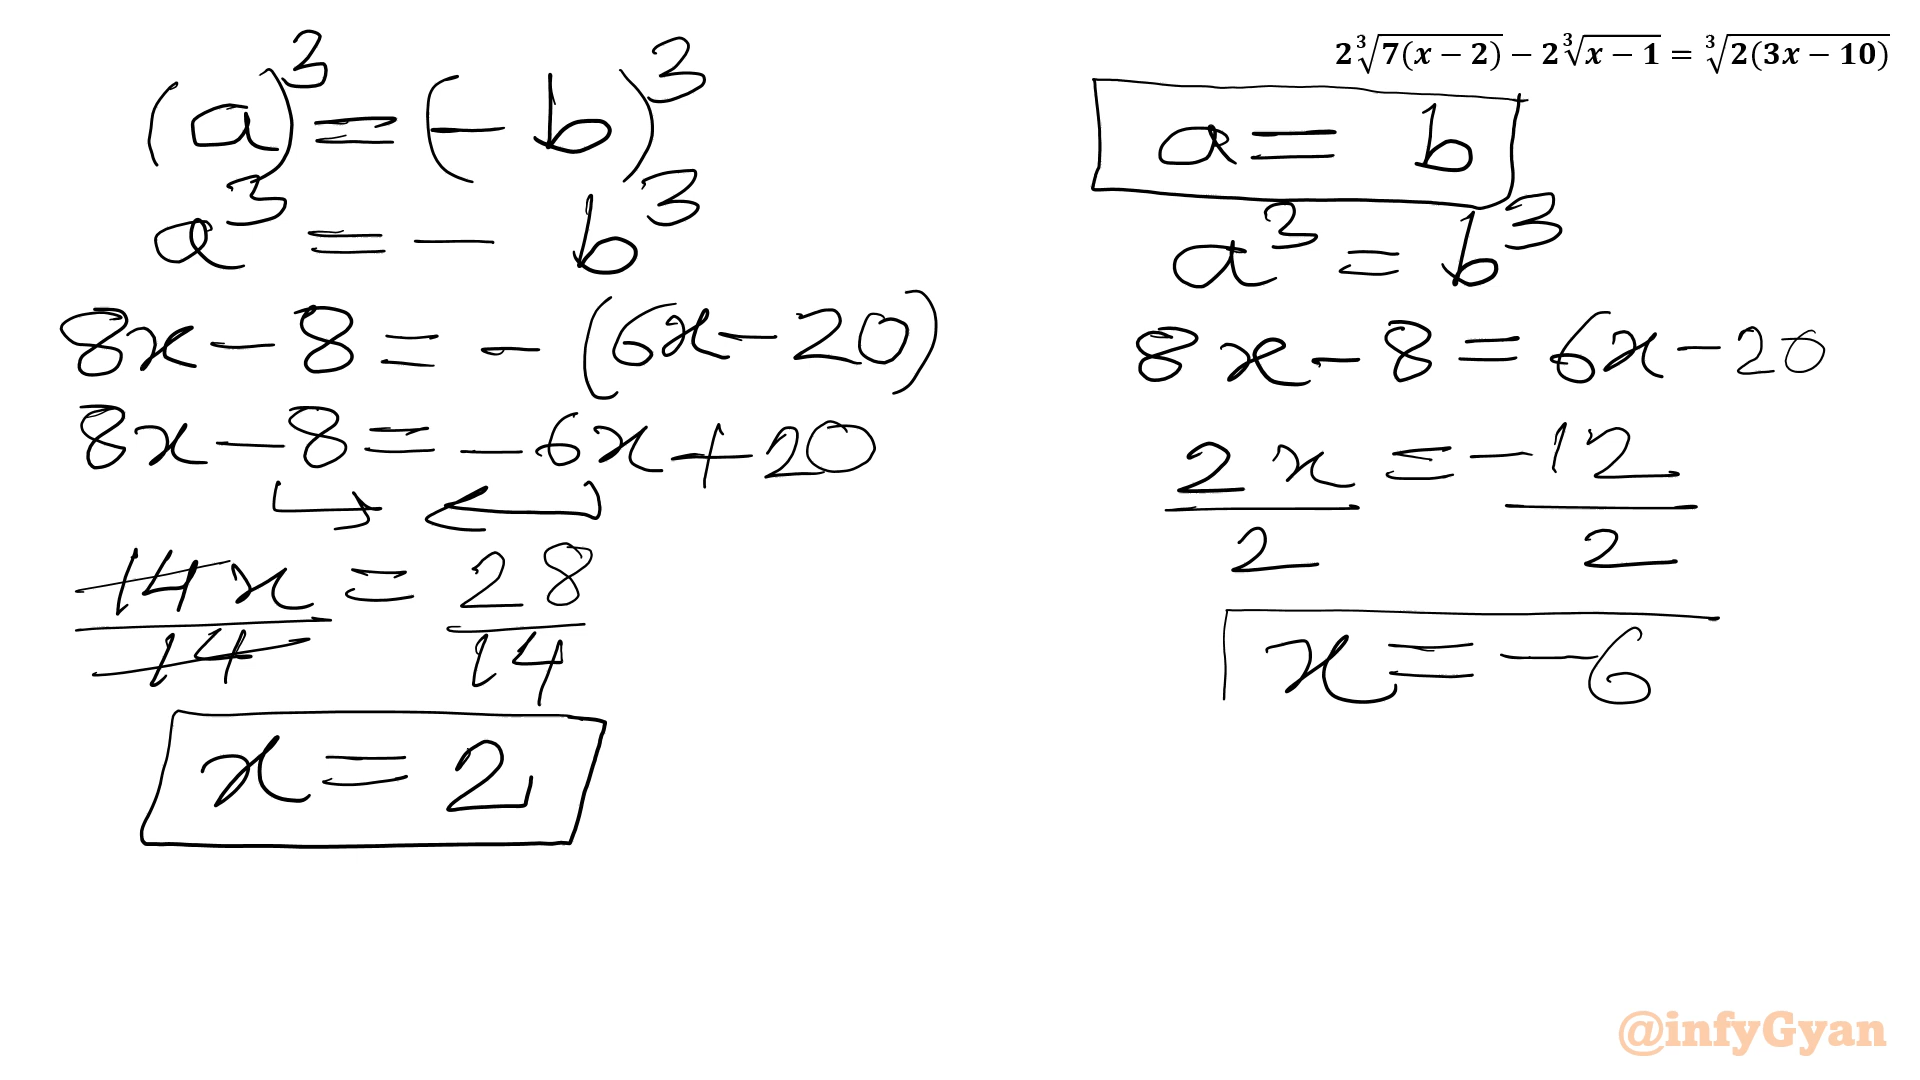 2∛7(x − 2) − 2∛x − 1 = ∛2(3x − 10)
(a)³ = (− b)³
a³ = − b³
8x − 8 = − (6x − 20)
8x − 8 = − 6x + 20
14x/14 = 28/14
x = 2
a = b
a³ = b³
8x − 8 = 6x − 20
2x/2 = −12/2
x = −6
@infyGyan